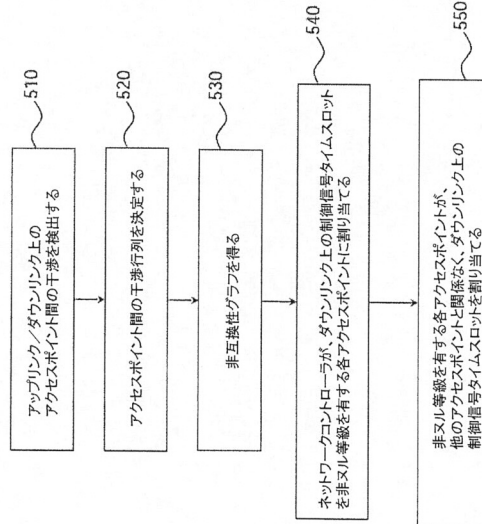 510
アップリンク／ダウンリンク上の
アクセスポイント間の干渉を検出する
520
アクセスポイント間の干渉行列を決定する
530
非互換性グラフを得る
540
ネットワークコントローラが、ダウンリンク上の制御信号タイムスロット
を非ヌル等級を有する各アクセスポイントに割り当てる
550
非ヌル等級を有する各アクセスポイントが、
他のアクセスポイントと関係なく、ダウンリンク上の
制御信号タイムスロットを割り当てる